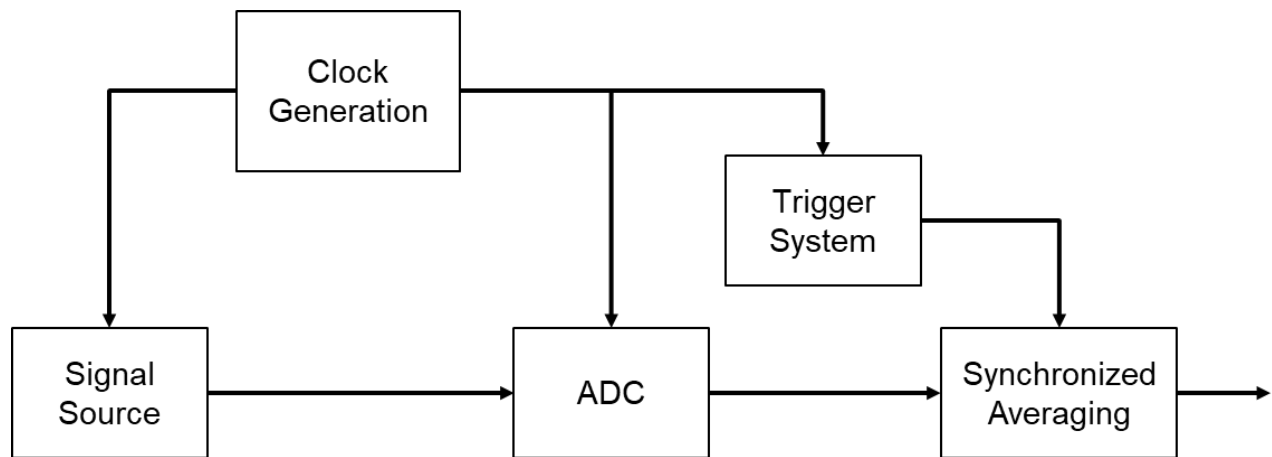 Clock
Generation
Trigger
System
Signal
Source
ADC
Synchronized
Averaging